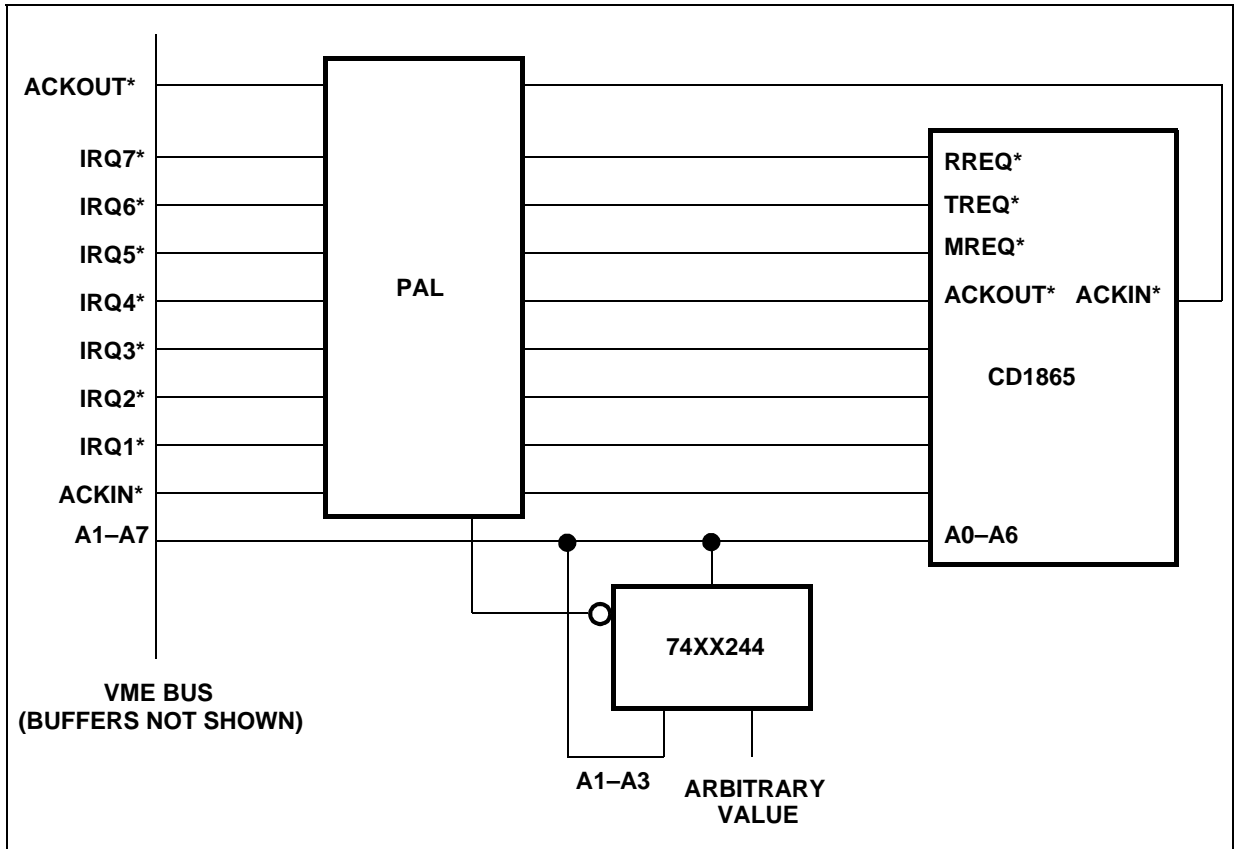 ACKOUT*
IRQ7*
IRQ6*
IRQ5*
IRQ4*
IRQ3*
IRQ2*
IRQ1*
ACKIN*
A1–A7
VME BUS
(BUFFERS NOT SHOWN)
PAL
RREQ*
TREQ*
MREQ*
ACKOUT* ACKIN*
CD1865
A0–A6
74XX244
A1–A3
ARBITRARY
VALUE